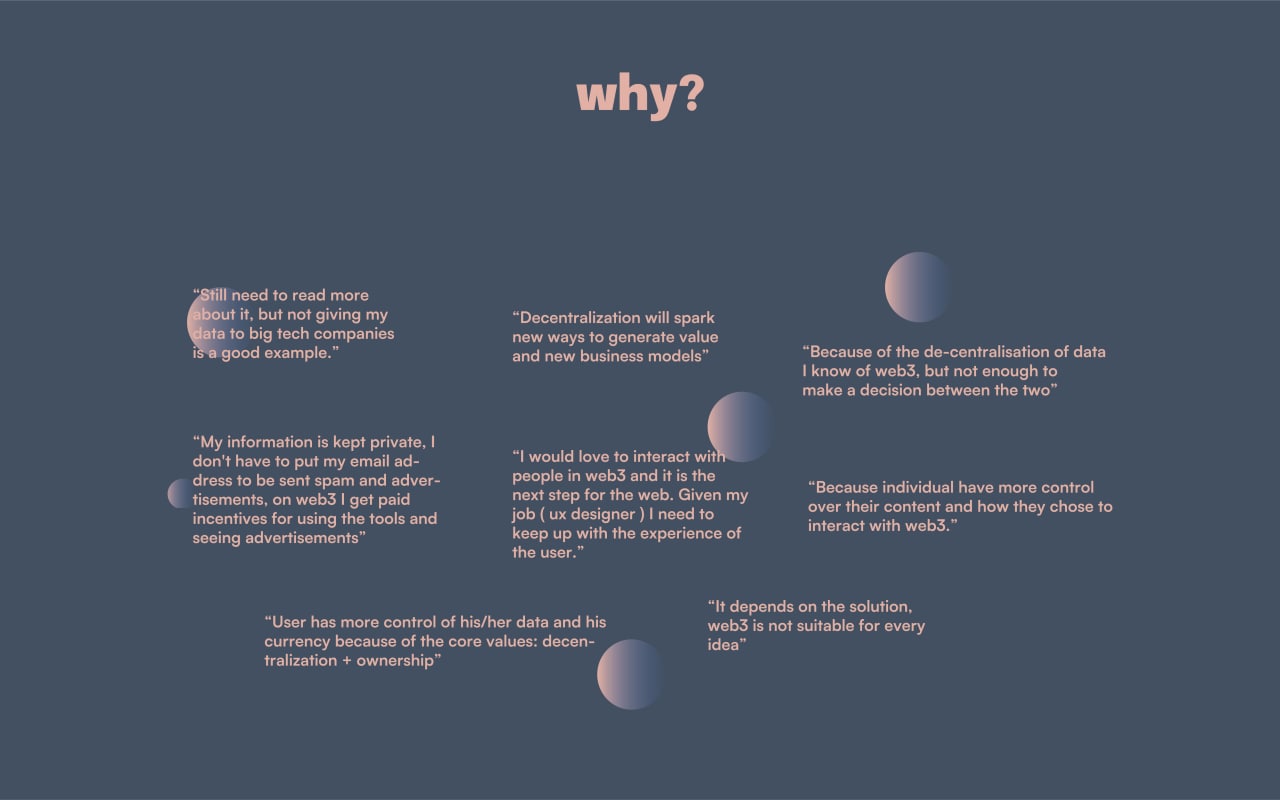 why?
“Still need to read more
about it, but not giving my
data to big tech companies
is a good example.”
“Decentralization will spark
new ways to generate value
and new business models”
“Because of the de-centralisation of data
I know of web3, but not enough to
make a decision between the two”
“My information is kept private, I
don't have to put my email ad-
dress to be sent spam and adver-
tisements, on web3 I get paid
incentives for using the tools and
seeing advertisements”
“I would love to interact with
people in web3 and it is the
next step for the web. Given my
job ( ux designer ) I need to
keep up with the experience of
the user.”
“Because individual have more control
over their content and how they chose to
interact with web3.”
“User has more control of his/her data and his
currency because of the core values: decen-
tralization + ownership”
“It depends on the solution,
web3 is not suitable for every
idea”